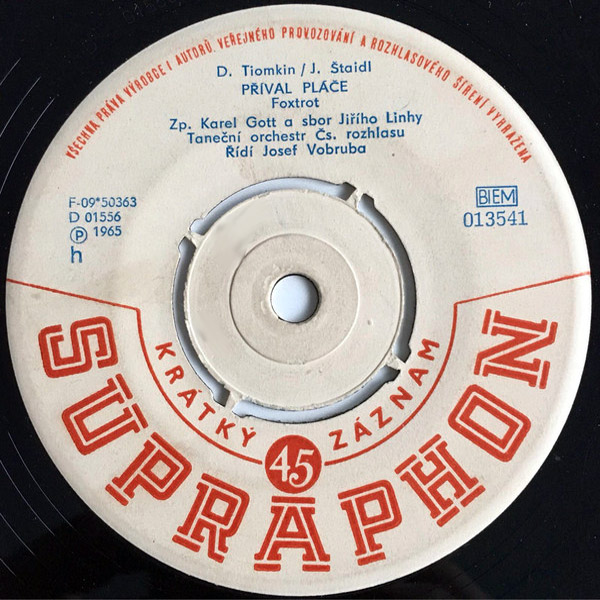 VŠECHNA PRÁVA VÝROBCE I AUTORŮ. VEŘEJNÉHO PROVOZOVÁNÍ A ROZHLASOVÉHO ŠÍŘENÍ VYHRAŽENA
D. Tiomkin / J. Štaidl
PŘÍVAL PLÁČE
Foxtrot
Zp. Karel Gott a sbor Jiřího Linhy
Taneční orchestr Čs. rozhlasu
Řídí Josef Vobruba
F-09*50363
D 01556
Ⓟ 1965
h
BIEM
013541
KRÁTKÝ 45 ZÁZNAM
SUPRAPHON